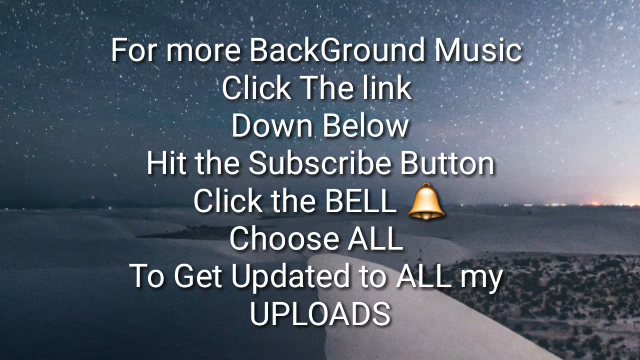 For more BackGround Music
Click The link
Down Below
Hit the Subscribe Button
Click the BELL 🔔
Choose ALL
To Get Updated to ALL my
UPLOADS